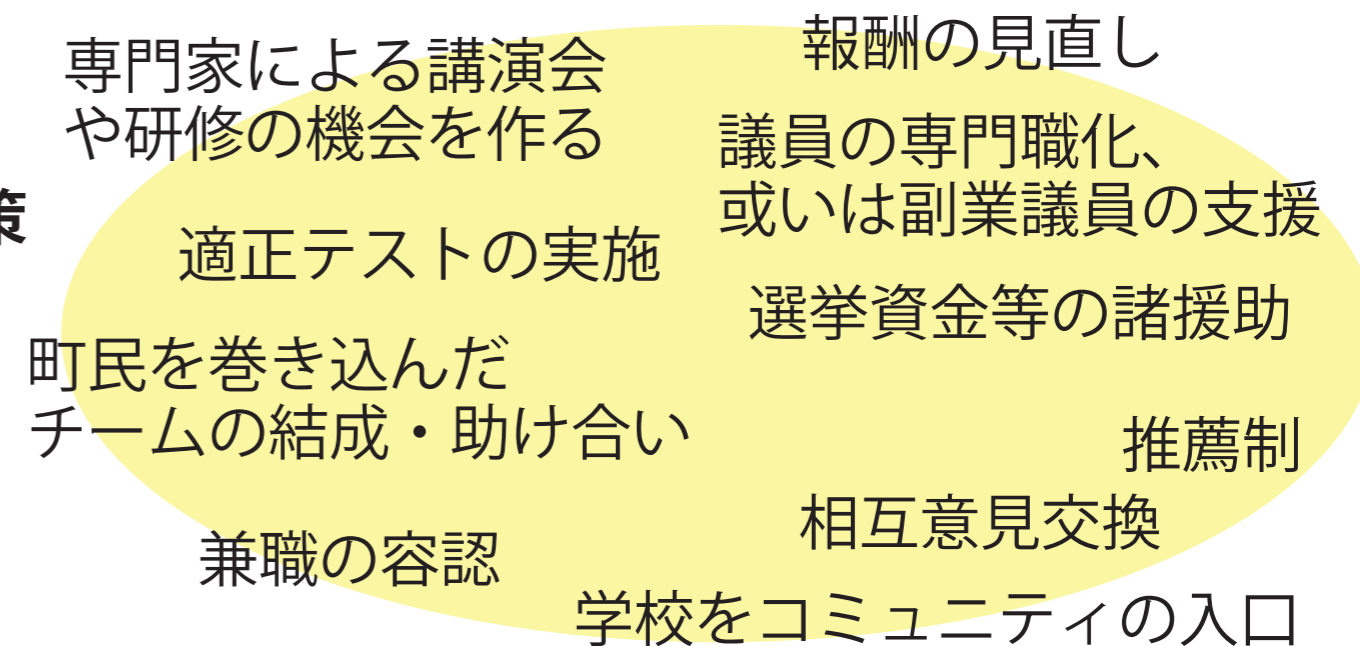 専門家による講演会
や研修の機会を作る
報酬の見直し
議員の専門職化、
或いは副業議員の支援
策
適正テストの実施
選挙資金等の諸援助
町民を巻き込んだ
チームの結成・助け合い
推薦制
相互意見交換
兼職の容認
学校をコミュニティの入口